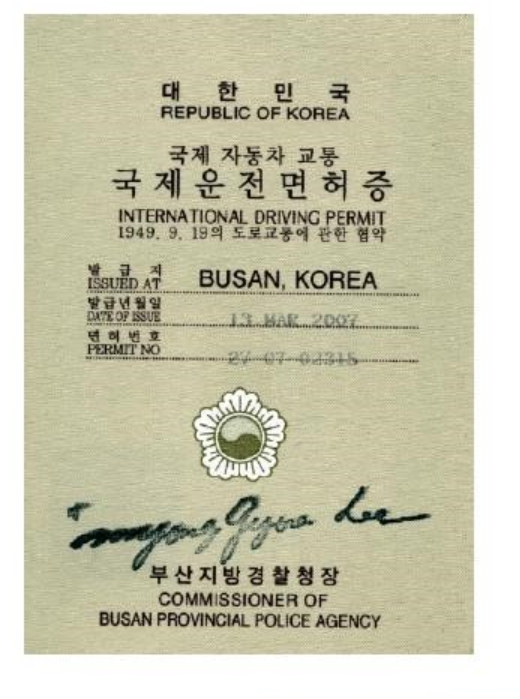 대 한 민 국
REPUBLIC OF KOREA
국제 자동차 교통
국제운전면허증
INTERNATIONAL DRIVING PERMIT
1949. 9. 19의 도로교통에 관한 협약
발 급 지
ISSUED AT BUSAN, KOREA
발급년월일
DATE OF ISSUE 13 MAR 2007
면 허 번 호
PERMIT NO 27-07-02315
부산지방경찰청장
COMMISSIONER OF
BUSAN PROVINCIAL POLICE AGENCY